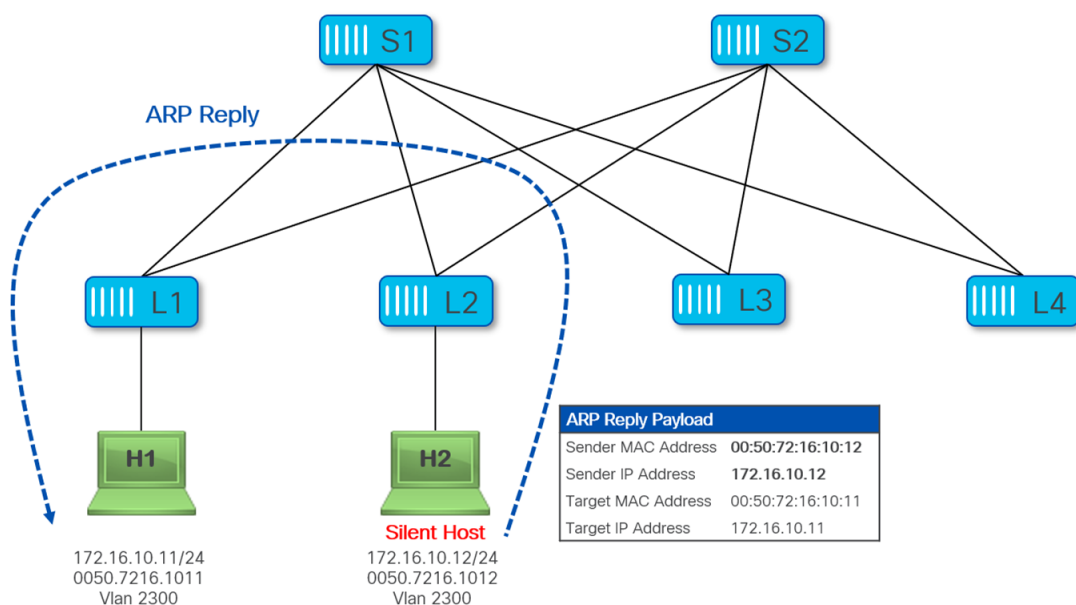 S1
S2
ARP Reply
L1
L2
L3
L4
H1
H2
Silent Host
172.16.10.11/24
0050.7216.1011
Vlan 2300
172.16.10.12/24
0050.7216.1012
Vlan 2300
ARP Reply Payload
Sender MAC Address 00:50:72:16:10:12
Sender IP Address 172.16.10.12
Target MAC Address 00:50:72:16:10:11
Target IP Address 172.16.10.11